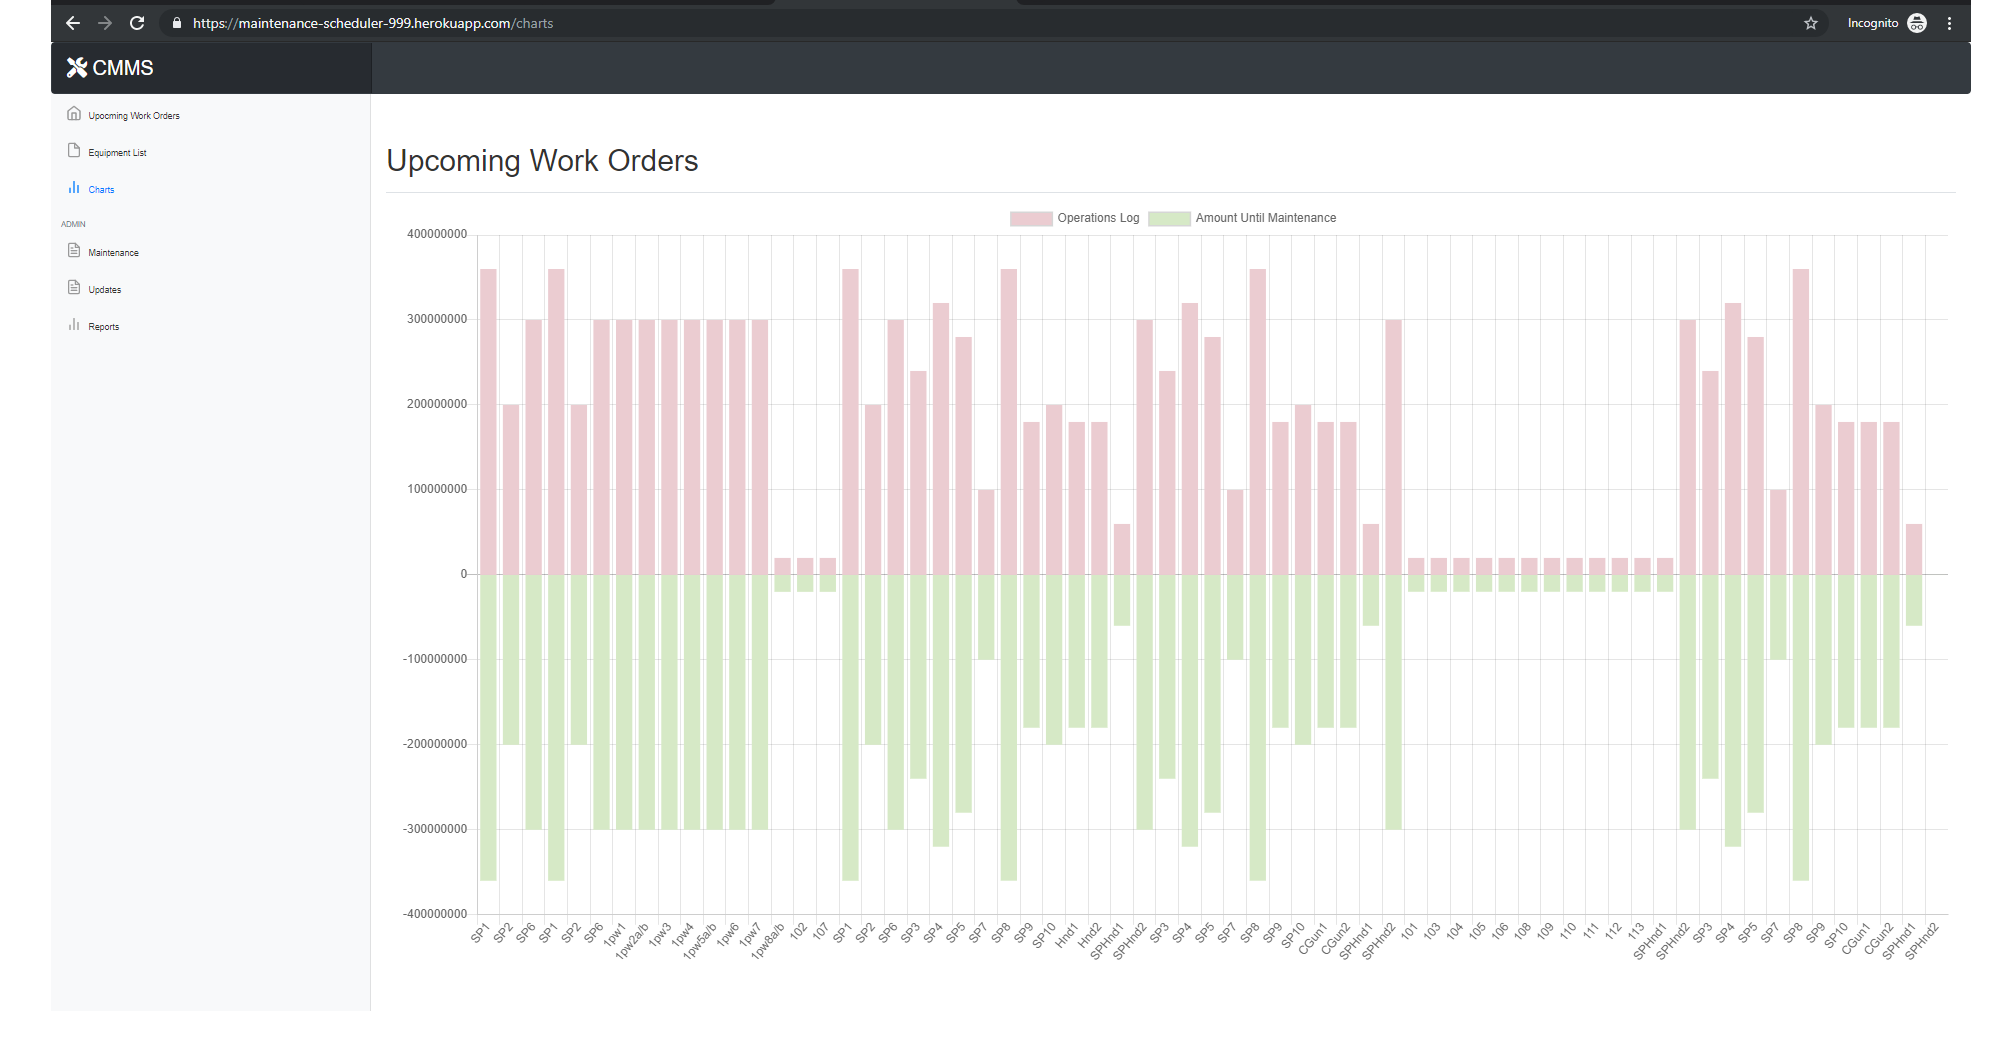 https://maintenance-scheduler-999.herokuapp.com/charts
Incognito
CMMS
Upocming Work Orders
Equipment List
Charts
ADMIN
Maintenance
Updates
Reports
Upcoming Work Orders
Operations Log
Amount Until Maintenance
400000000
300000000
200000000
100000000
0
-100000000
-200000000
-300000000
-400000000
SP1
SP2
SP6
SP1
SP2
SP6
1pw1
1pw2a/b
1pw3
1pw4
1pw5a/b
1pw6
1pw7
1pw8a/b
102
107
SP1
SP2
SP6
SP3
SP4
SP5
SP7
SP8
SP9
SP10
Hnd1
Hnd2
SPHnd1
SPHnd2
SP3
SP4
SP5
SP7
SP8
SP9
SP10
CGun1
CGun2
SPHnd1
SPHnd2
101
103
104
105
106
108
109
110
111
112
113
SPHnd1
SPHnd2
SP3
SP4
SP5
SP7
SP8
SP9
SP10
CGun1
CGun2
SPHnd1
SPHnd2